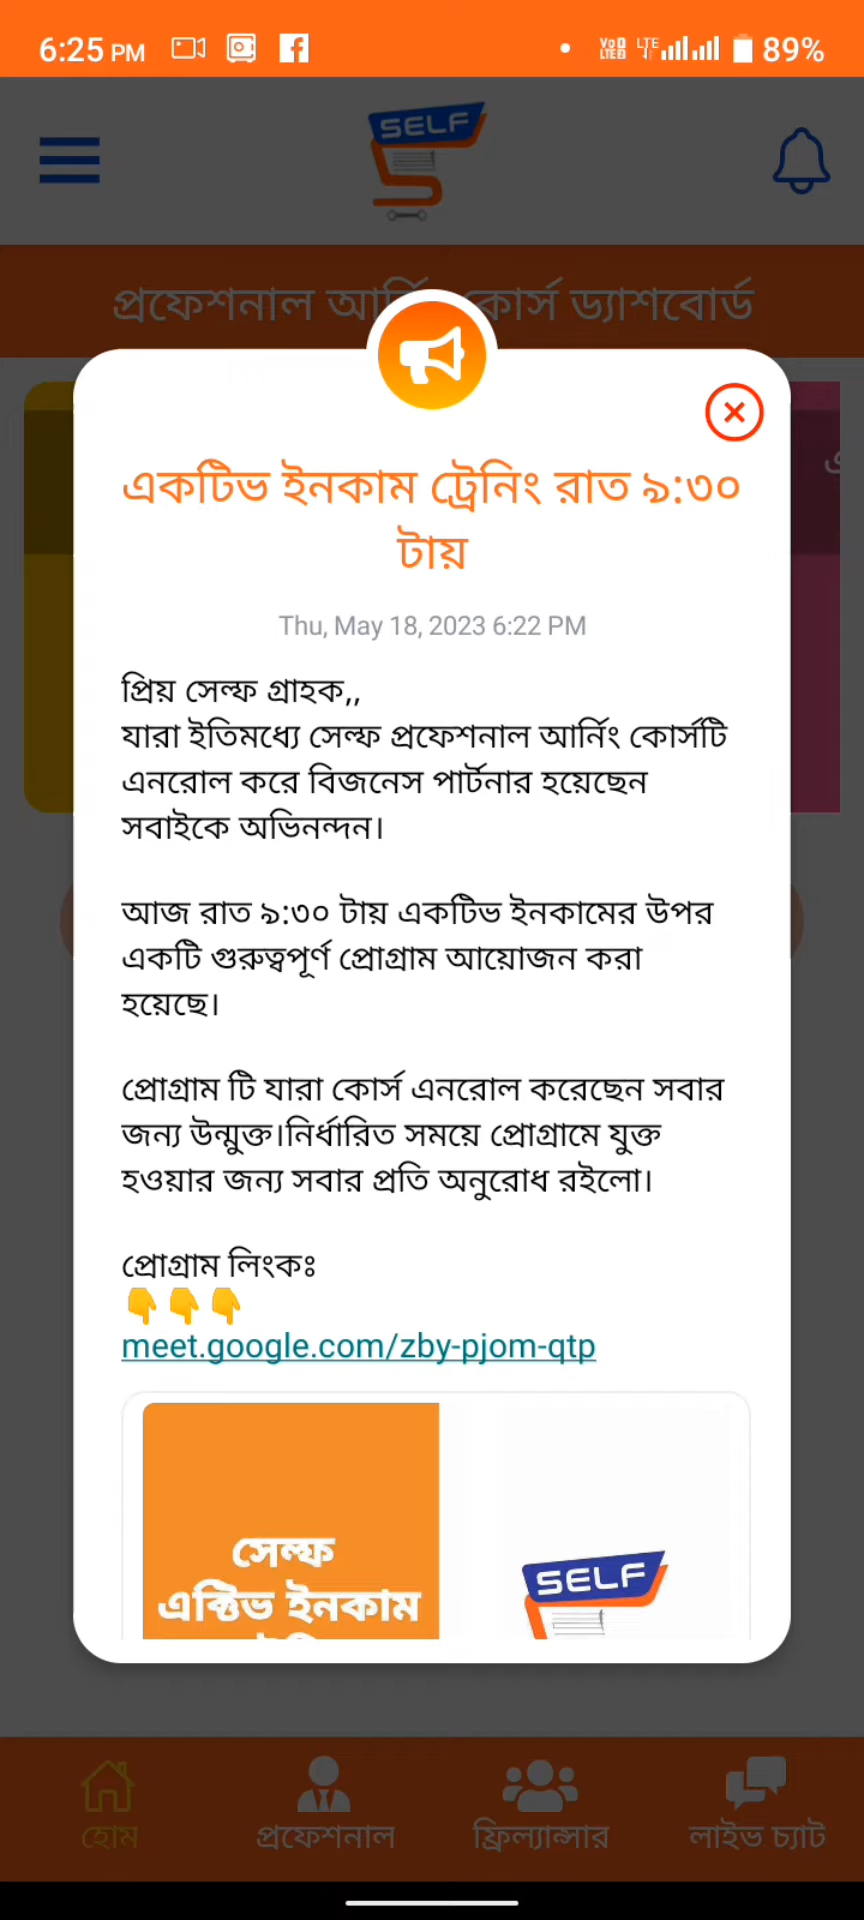 6:25 PM
89%
SELF
প্রফেশনাল আর্নিং কোর্স ড্যাশবোর্ড
একটিভ ইনকাম ট্রেনিং রাত ৯:৩০
টায়
Thu, May 18, 2023 6:22 PM
প্রিয় সেল্ফ গ্রাহক,,
যারা ইতিমধ্যে সেল্ফ প্রফেশনাল আর্নিং কোর্সটি
এনরোল করে বিজনেস পার্টনার হয়েছেন
সবাইকে অভিনন্দন।
আজ রাত ৯:৩০ টায় একটিভ ইনকামের উপর
একটি গুরুত্বপূর্ণ প্রোগ্রাম আয়োজন করা
হয়েছে।
প্রোগ্রাম টি যারা কোর্স এনরোল করেছেন সবার
জন্য উন্মুক্ত।নির্ধারিত সময়ে প্রোগ্রামে যুক্ত
হওয়ার জন্য সবার প্রতি অনুরোধ রইলো।
প্রোগ্রাম লিংকঃ
👇👇👇
meet.google.com/zby-pjom-qtp
সেল্ফ
এক্টিভ ইনকাম
SELF
হোম
প্রফেশনাল
ফ্রিল্যান্সার
লাইভ চ্যাট